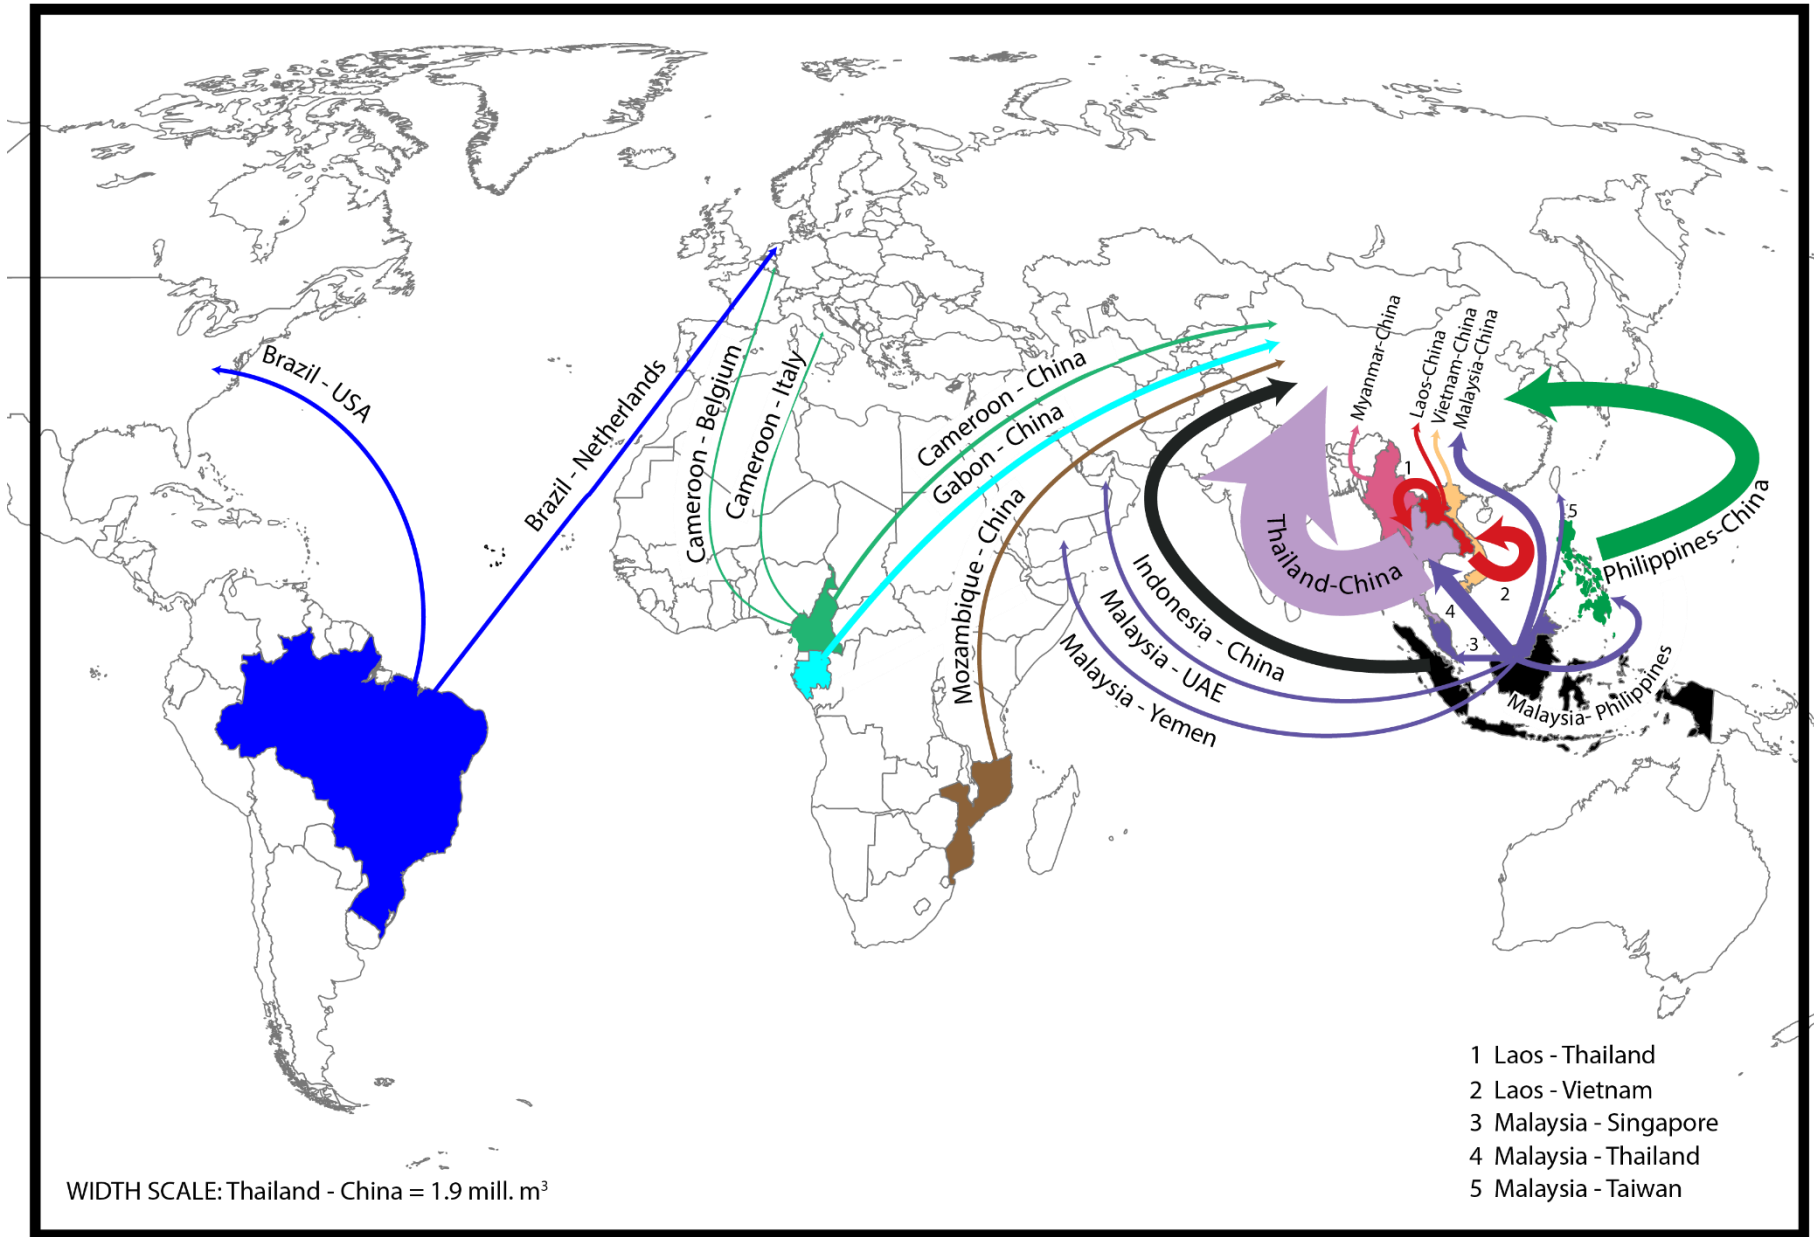 Brazil - USA
Brazil - Netherlands
Cameroon - Belgium
Cameroon - Italy
Cameroon - China
Gabon - China
Mozambique - China
Indonesia - China
Malaysia - UAE
Malaysia - Yemen
Thailand-China
Myanmar-China
Laos-China
Vietnam-China
Malaysia-China
Philippines-China
Malaysia- Philippines
1
2
3
4
5
1 Laos - Thailand
2 Laos - Vietnam
3 Malaysia - Singapore
4 Malaysia - Thailand
5 Malaysia - Taiwan
WIDTH SCALE: Thailand - China = 1.9 mill. m³